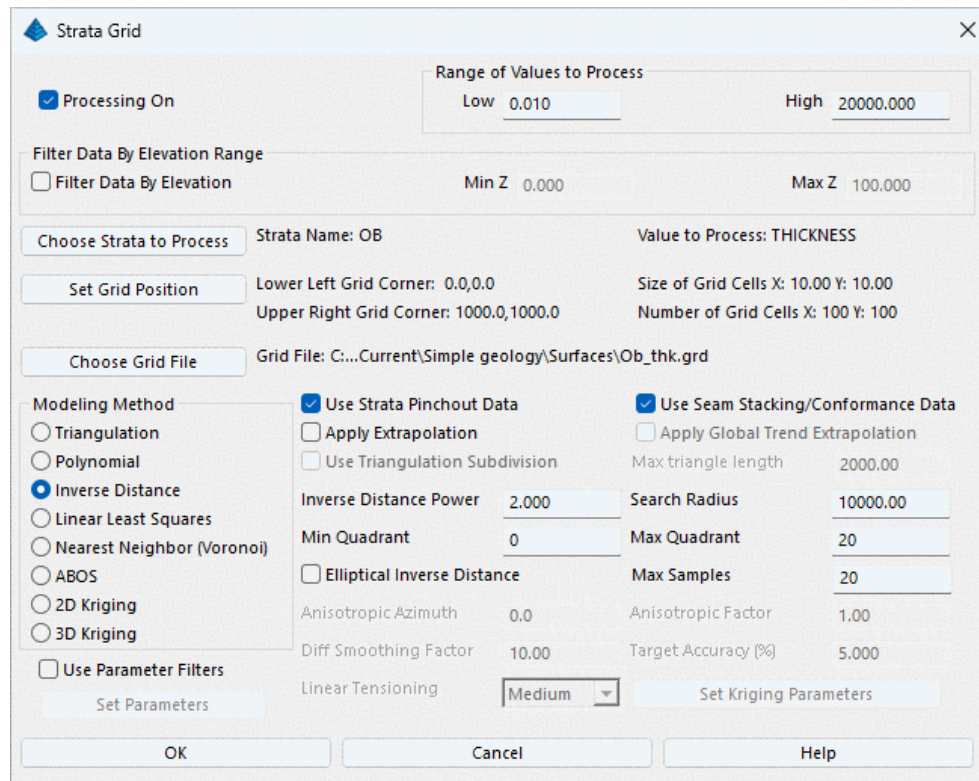 Strata Grid
Processing On
Range of Values to Process
Low 0.010 High 20000.000
Filter Data By Elevation Range
Filter Data By Elevation Min Z 0.000 Max Z 100.000
Choose Strata to Process Strata Name: OB Value to Process: THICKNESS
Set Grid Position Lower Left Grid Corner: 0.0,0.0 Size of Grid Cells X: 10.00 Y: 10.00
Upper Right Grid Corner: 1000.0,1000.0 Number of Grid Cells X: 100 Y: 100
Choose Grid File Grid File: C:...Current\Simple geology\Surfaces\Ob_thk.grd
Modeling Method
Triangulation
Polynomial
Inverse Distance
Linear Least Squares
Nearest Neighbor (Voronoi)
ABOS
2D Kriging
3D Kriging
Use Parameter Filters
Set Parameters
Use Strata Pinchout Data Use Seam Stacking/Conformance Data
Apply Extrapolation Apply Global Trend Extrapolation
Use Triangulation Subdivision Max triangle length 2000.00
Inverse Distance Power 2.000 Search Radius 10000.00
Min Quadrant 0 Max Quadrant 20
Elliptical Inverse Distance Max Samples 20
Anisotropic Azimuth 0.0 Anisotropic Factor 1.00
Diff Smoothing Factor 10.00 Target Accuracy (%) 5.000
Linear Tensioning Medium Set Kriging Parameters
OK Cancel Help